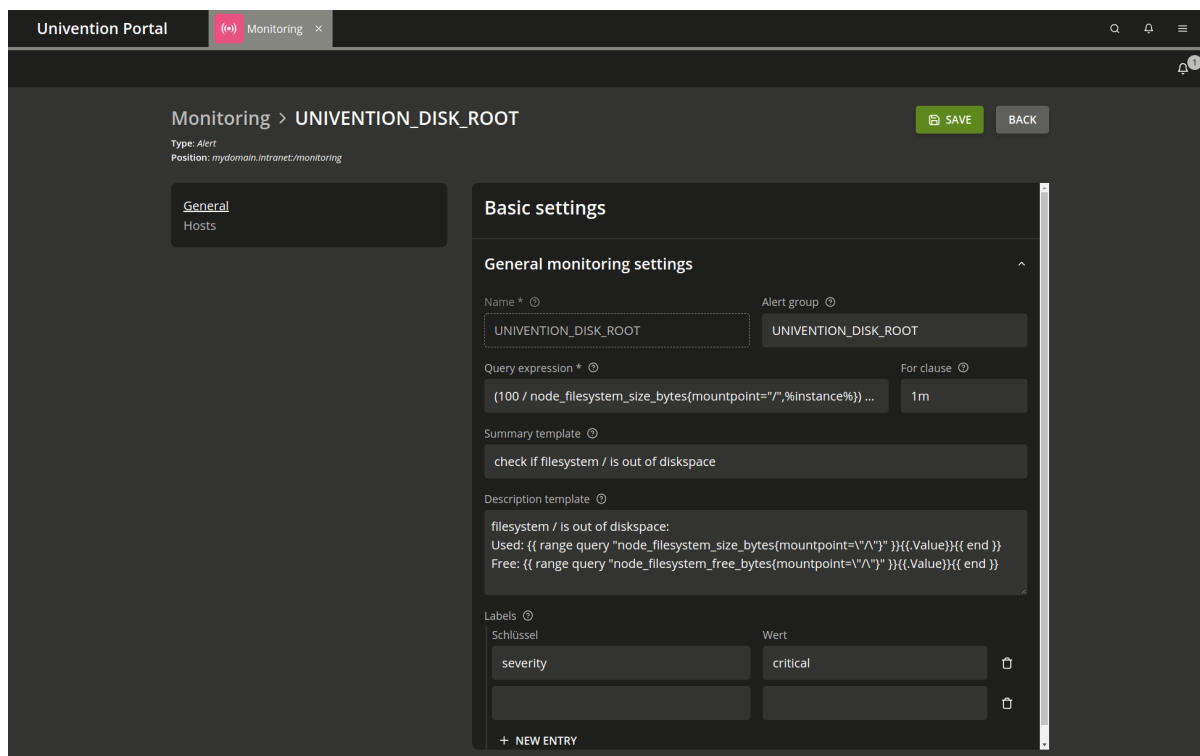 Univention Portal
Monitoring ×
1
Monitoring > UNIVENTION_DISK_ROOT
SAVE
BACK
Type: Alert
Position: mydomain.intranet:/monitoring
General
Hosts
Basic settings
General monitoring settings
Name *
Alert group
UNIVENTION_DISK_ROOT
UNIVENTION_DISK_ROOT
Query expression *
For clause
(100 / node_filesystem_size_bytes{mountpoint="/",%instance%}) ...
1m
Summary template
check if filesystem / is out of diskspace
Description template
filesystem / is out of diskspace:
Used: {{ range query "node_filesystem_size_bytes{mountpoint=\"/\"}" }}{{.Value}}{{ end }}
Free: {{ range query "node_filesystem_free_bytes{mountpoint=\"/\"}" }}{{.Value}}{{ end }}
Labels
Schlüssel
Wert
severity
critical
+ NEW ENTRY